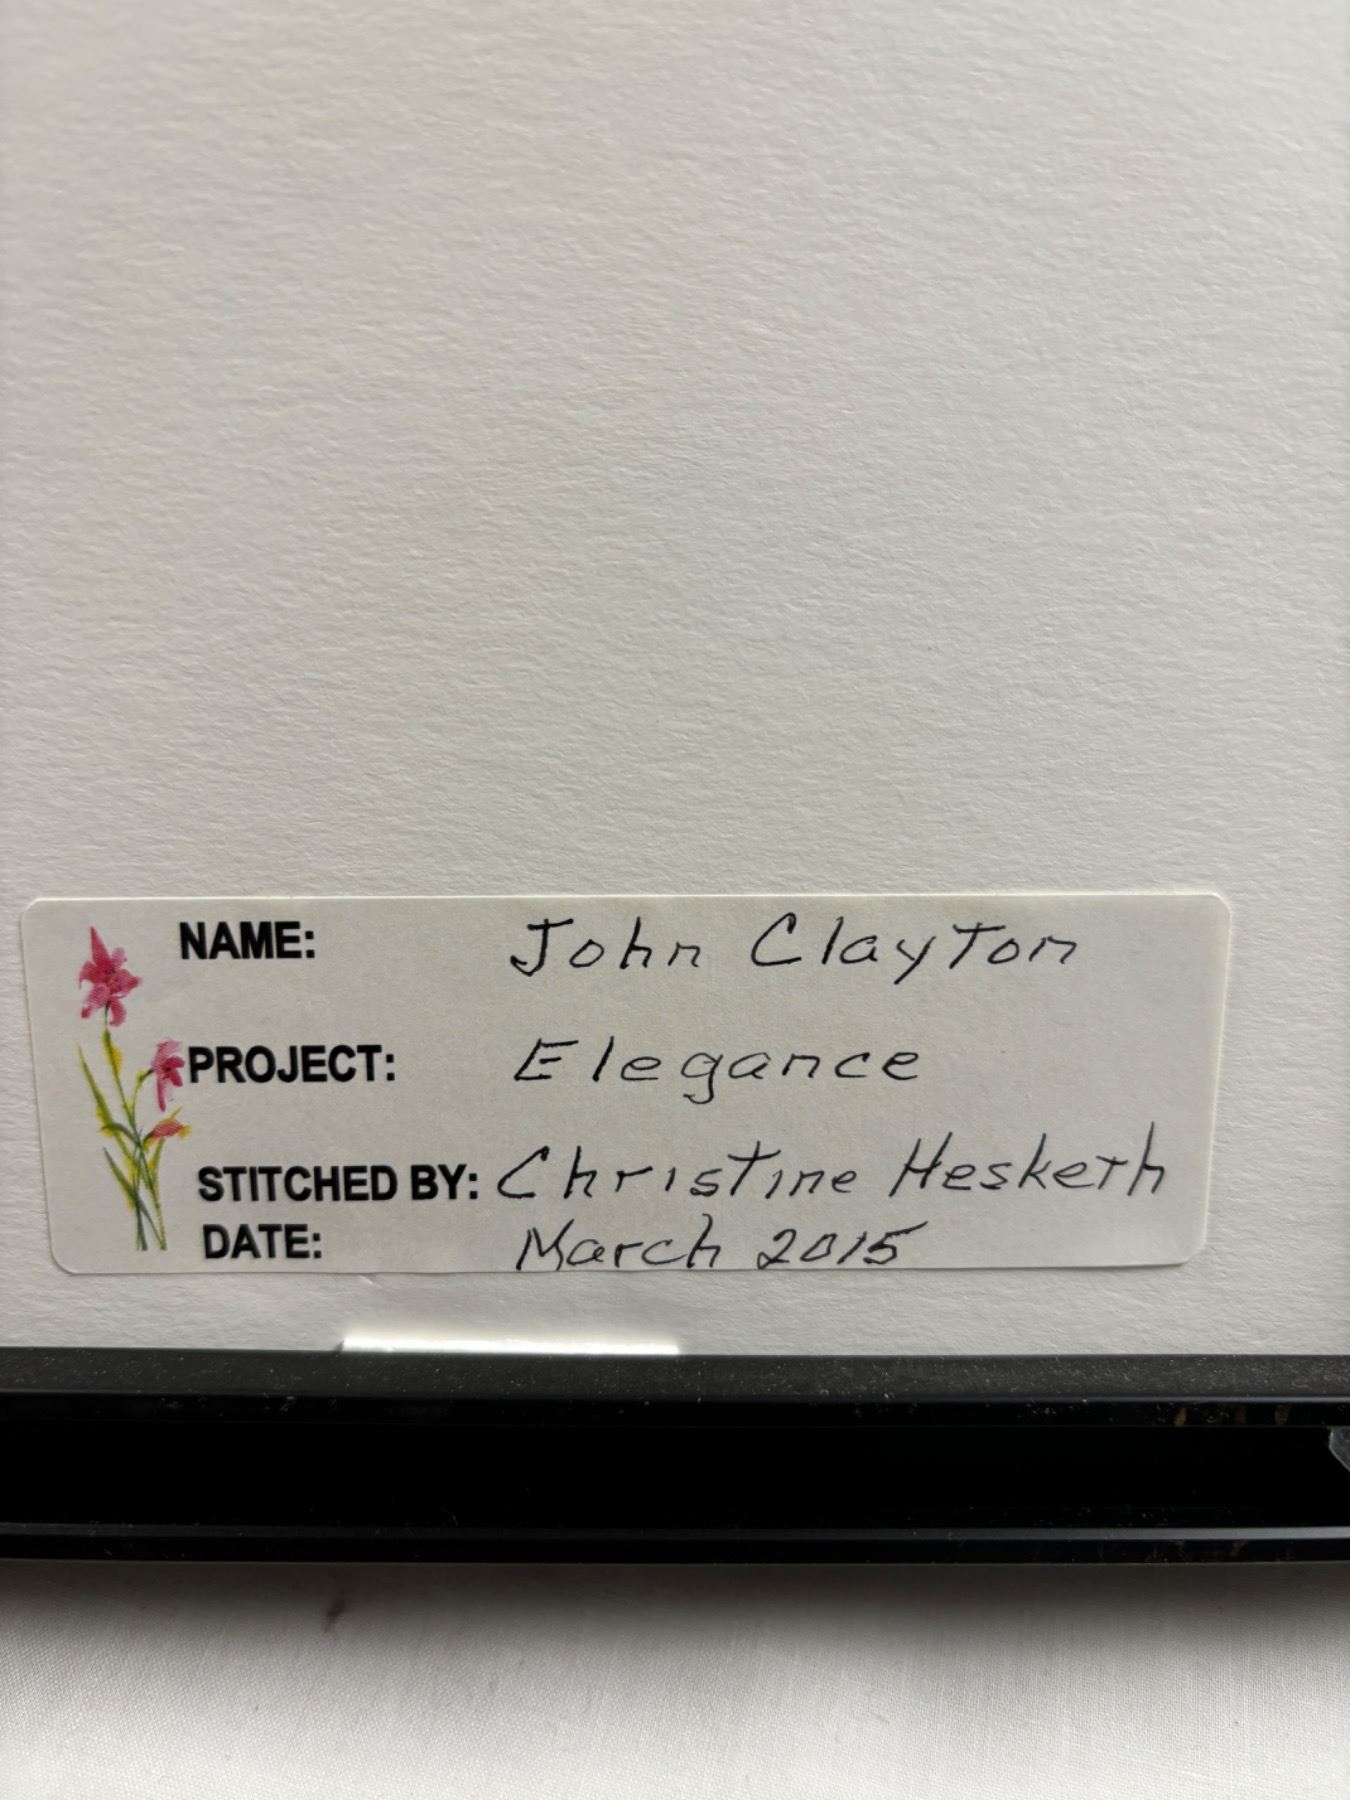 NAME: John Clayton
PROJECT: Elegance
STITCHED BY: Christine Hesketh
DATE: March 2015